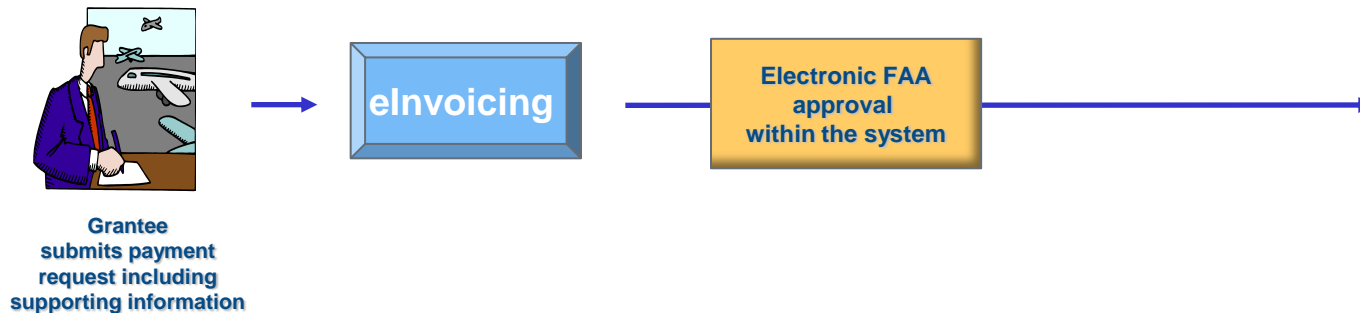 eInvoicing
Electronic FAA
approval
within the system
Grantee
submits payment
request including
supporting information